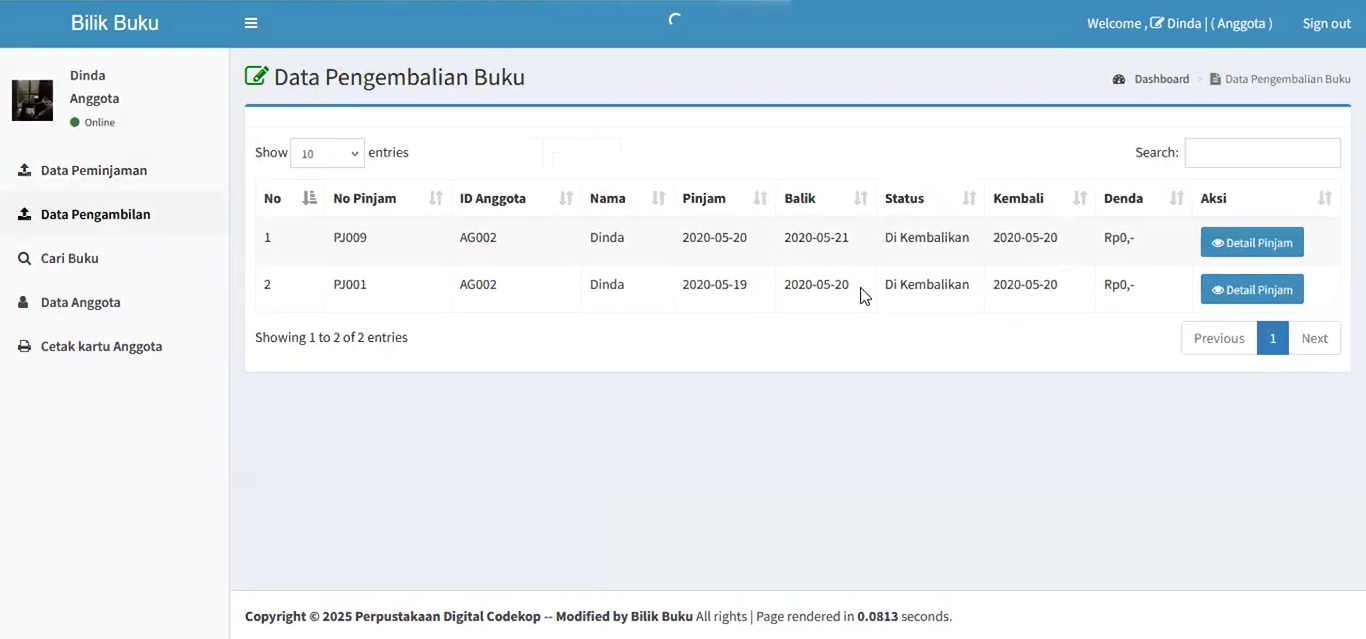 Bilik Buku
Welcome , Dinda | ( Anggota )
Sign out
Dinda
Anggota
Online
Data Peminjaman
Data Pengambilan
Cari Buku
Data Anggota
Cetak kartu Anggota
Data Pengembalian Buku
Dashboard > Data Pengembalian Buku
Show 10 entries
Search:
No No Pinjam ID Anggota Nama Pinjam Balik Status Kembali Denda Aksi
1 PJ009 AG002 Dinda 2020-05-20 2020-05-21 Di Kembalikan 2020-05-20 Rp0,- Detail Pinjam
2 PJ001 AG002 Dinda 2020-05-19 2020-05-20 Di Kembalikan 2020-05-20 Rp0,- Detail Pinjam
Showing 1 to 2 of 2 entries
Previous 1 Next
Copyright © 2025 Perpustakaan Digital Codekop -- Modified by Bilik Buku All rights | Page rendered in 0.0813 seconds.